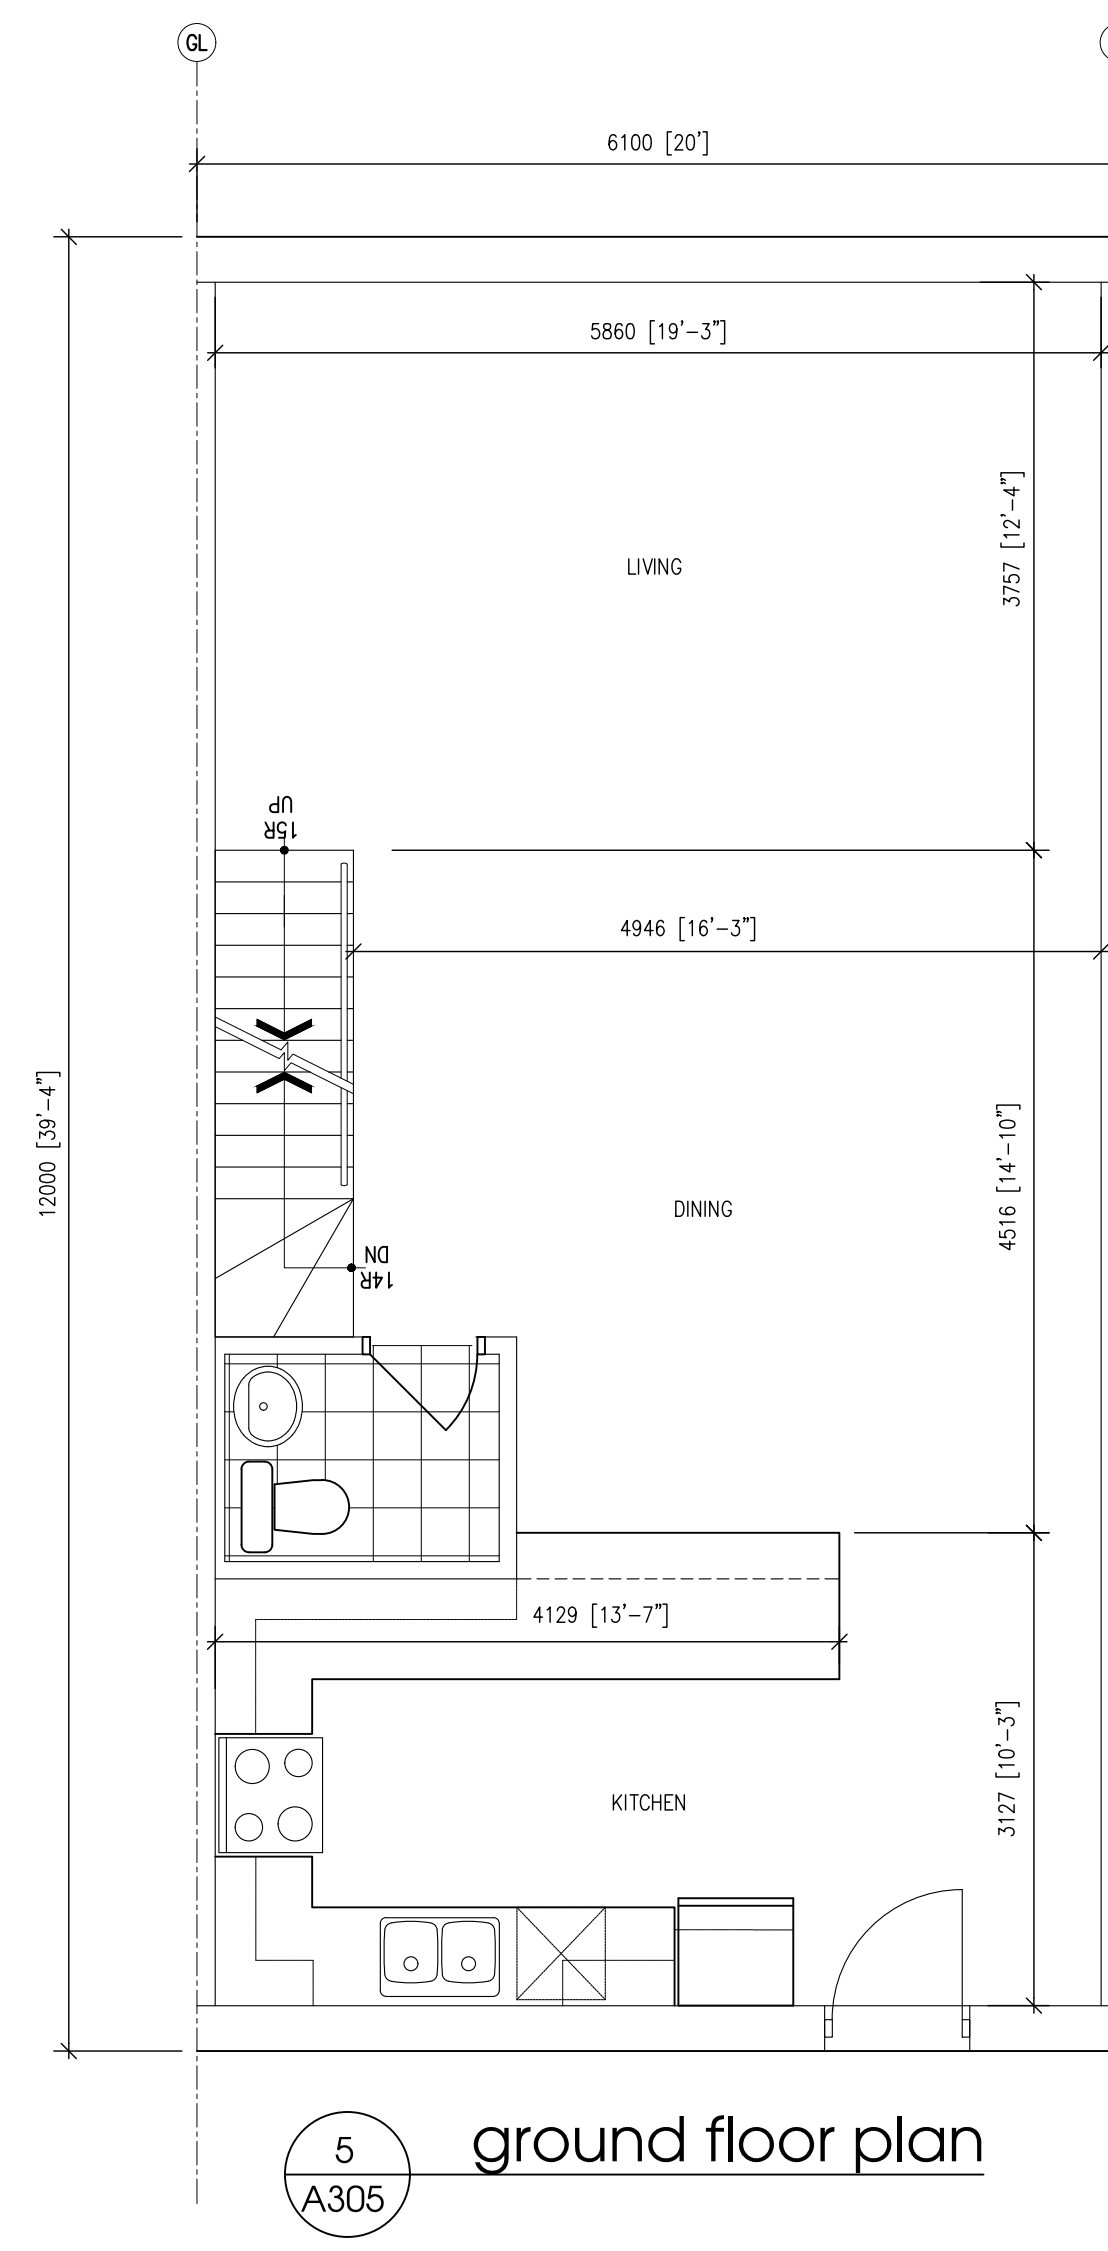 GL
6100 [20']
5860 [19'-3"]
3757 [12'-4"]
LIVING
UP
15R
4946 [16'-3"]
12000 [39'-4"]
4516 [14'-10"]
DINING
DN
14R
4129 [13'-7"]
3127 [10'-3"]
KITCHEN
ground floor plan
5
A305